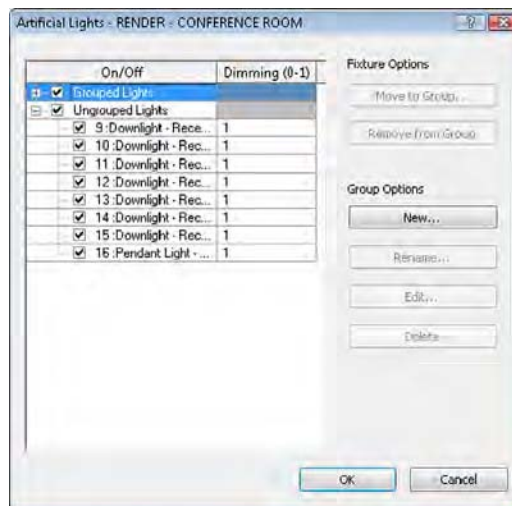 Artificial Lights - RENDER - CONFERENCE ROOM
On/Off Dimming (0-1)
Grouped Lights
Ungrouped Lights
9 :Downlight - Rece... 1
10 :Downlight - Rec... 1
11 :Downlight - Rec... 1
12 :Downlight - Rec... 1
13 :Downlight - Rec... 1
14 :Downlight - Rec... 1
15 :Downlight - Rec... 1
16 :Pendant Light - ... 1
Fixture Options
Move to Group...
Remove from Group
Group Options
New...
Rename...
Edit...
Delete
OK Cancel